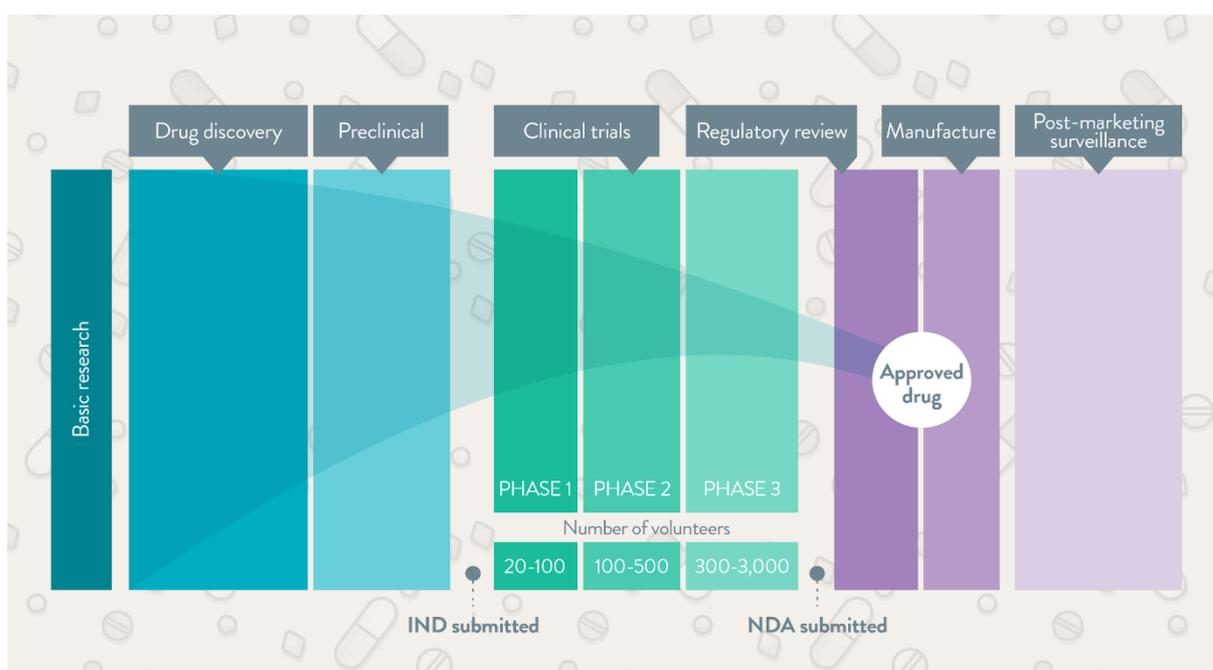 Drug discovery
Preclinical
Clinical trials
Regulatory review
Manufacture
Post-marketing
surveillance
Basic research
Approved
drug
PHASE 1
PHASE 2
PHASE 3
Number of volunteers
20-100
100-500
300-3,000
IND submitted
NDA submitted